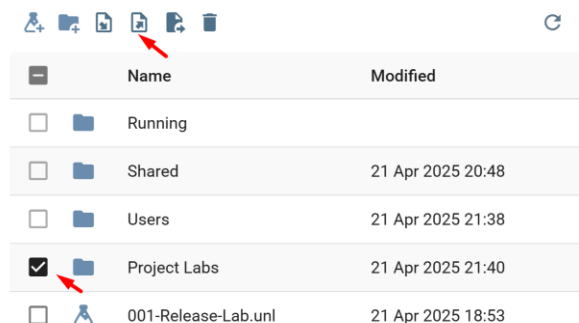 Name Modified
Running
Shared 21 Apr 2025 20:48
Users 21 Apr 2025 21:38
Project Labs 21 Apr 2025 21:40
001-Release-Lab.unl 21 Apr 2025 18:53